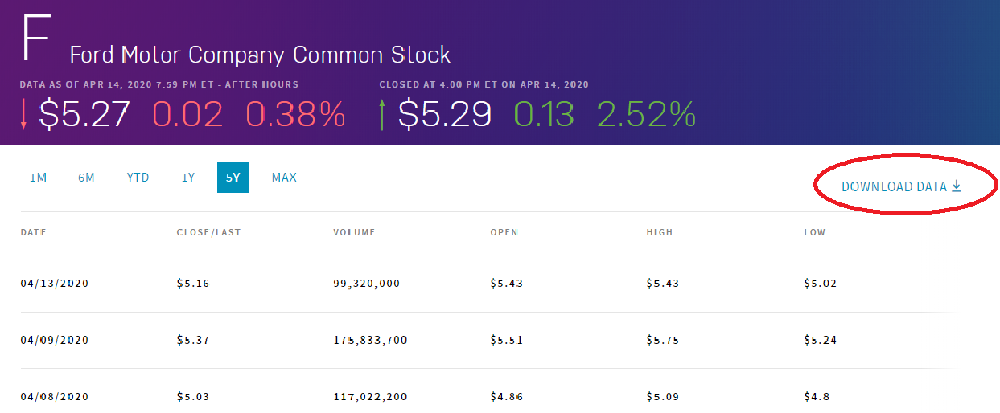 F Ford Motor Company Common Stock
DATA AS OF APR 14, 2020 7:59 PM ET - AFTER HOURS CLOSED AT 4:00 PM ET ON APR 14, 2020
↓ $5.27 0.02 0.38% ↑ $5.29 0.13 2.52%
1M 6M YTD 1Y 5Y MAX DOWNLOAD DATA
DATE CLOSE/LAST VOLUME OPEN HIGH LOW
04/13/2020 $5.16 99,320,000 $5.43 $5.43 $5.02
04/09/2020 $5.37 175,833,700 $5.51 $5.75 $5.24
04/08/2020 $5.03 117,022,200 $4.86 $5.09 $4.8